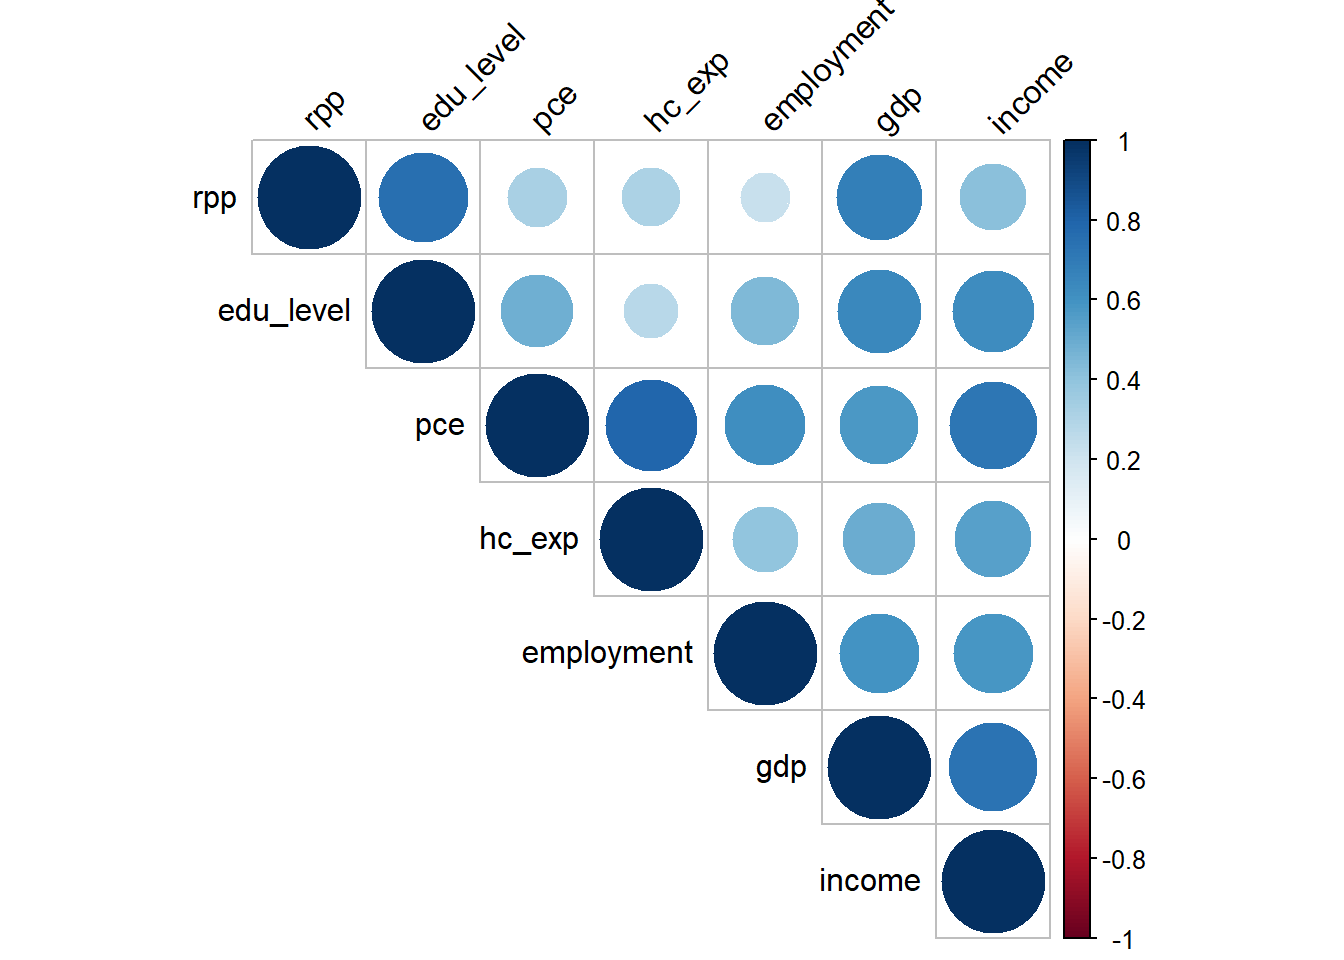 rpp
edu_level
pce
hc_exp
employment
gdp
income
rpp
edu_level
pce
hc_exp
employment
gdp
income
1
0.8
0.6
0.4
0.2
0
-0.2
-0.4
-0.6
-0.8
-1